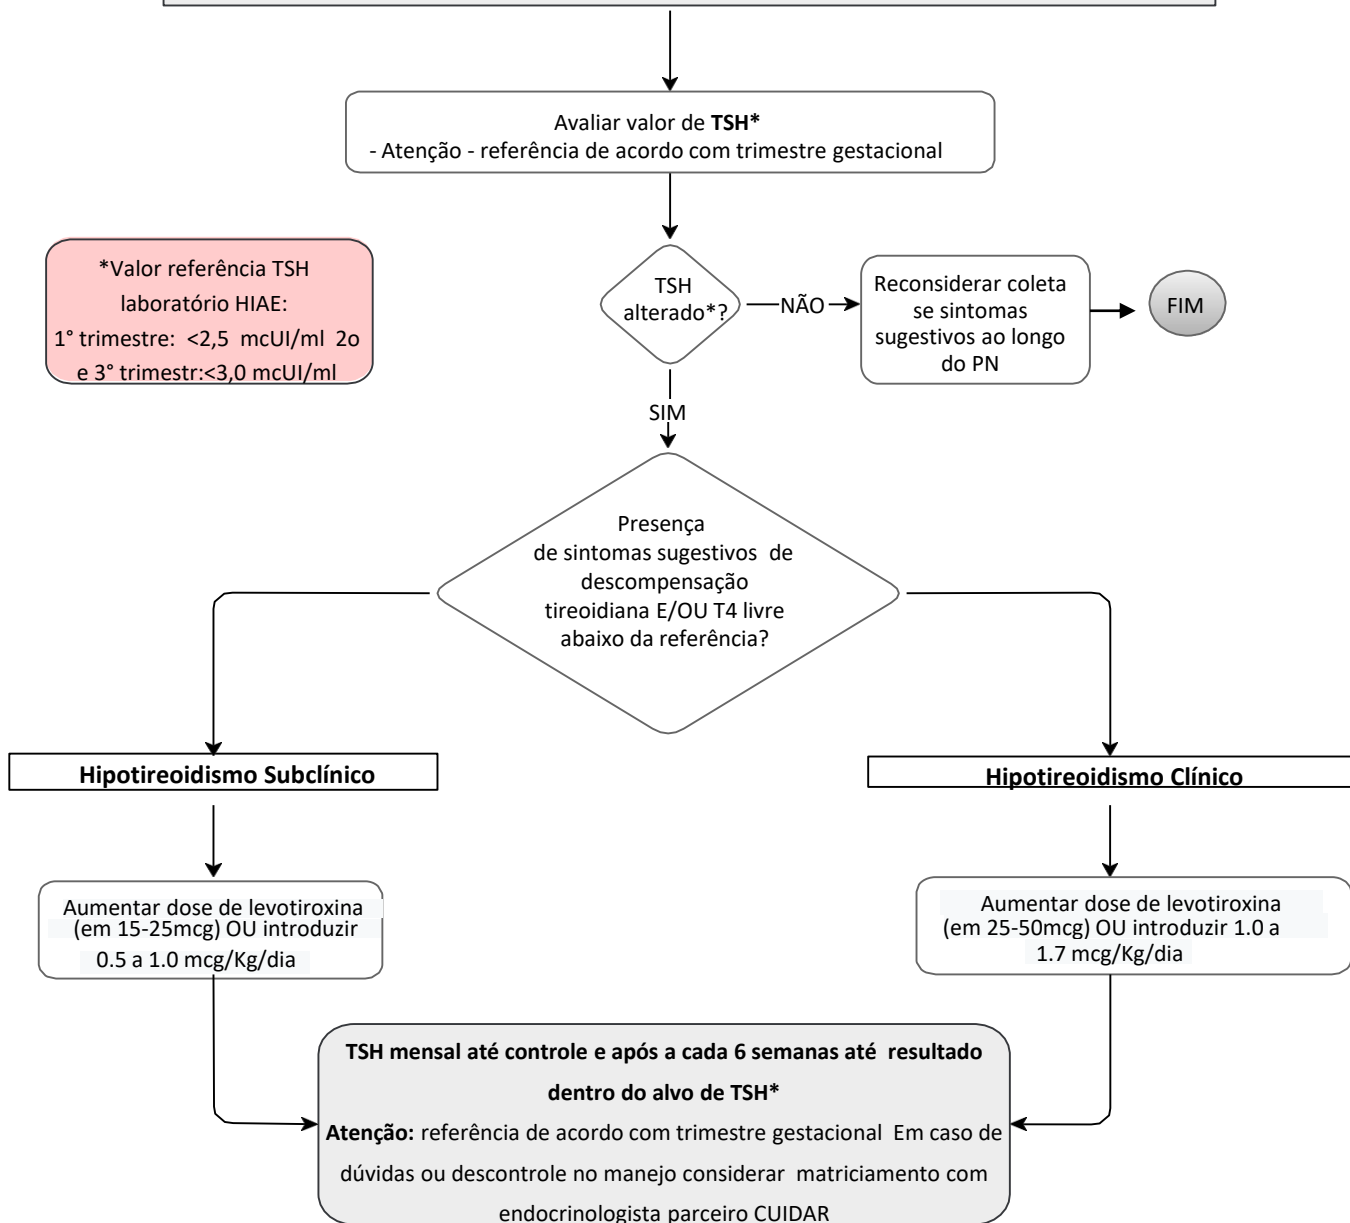 Avaliar valor de TSH*
- Atenção - referência de acordo com trimestre gestacional
*Valor referência TSH
laboratório HIAE:
1° trimestre: <2,5 mcUI/ml 2o
e 3° trimestr:<3,0 mcUI/ml
TSH
alterado*?
NÃO
Reconsiderar coleta
se sintomas
sugestivos ao longo
do PN
FIM
SIM
Presença
de sintomas sugestivos de
descompensação
tireoidiana E/OU T4 livre
abaixo da referência?
Hipotireoidismo Subclínico
Hipotireoidismo Clínico
Aumentar dose de levotiroxina
(em 15-25mcg) OU introduzir
0.5 a 1.0 mcg/Kg/dia
Aumentar dose de levotiroxina
(em 25-50mcg) OU introduzir 1.0 a
1.7 mcg/Kg/dia
TSH mensal até controle e após a cada 6 semanas até resultado
dentro do alvo de TSH*
Atenção: referência de acordo com trimestre gestacional Em caso de
dúvidas ou descontrole no manejo considerar matriciamento com
endocrinologista parceiro CUIDAR